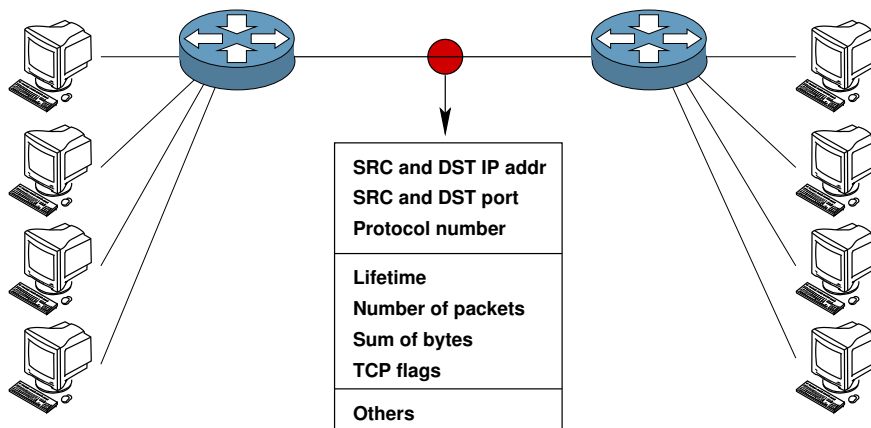 SRC and DST IP addr
SRC and DST port
Protocol number
Lifetime
Number of packets
Sum of bytes
TCP flags
Others